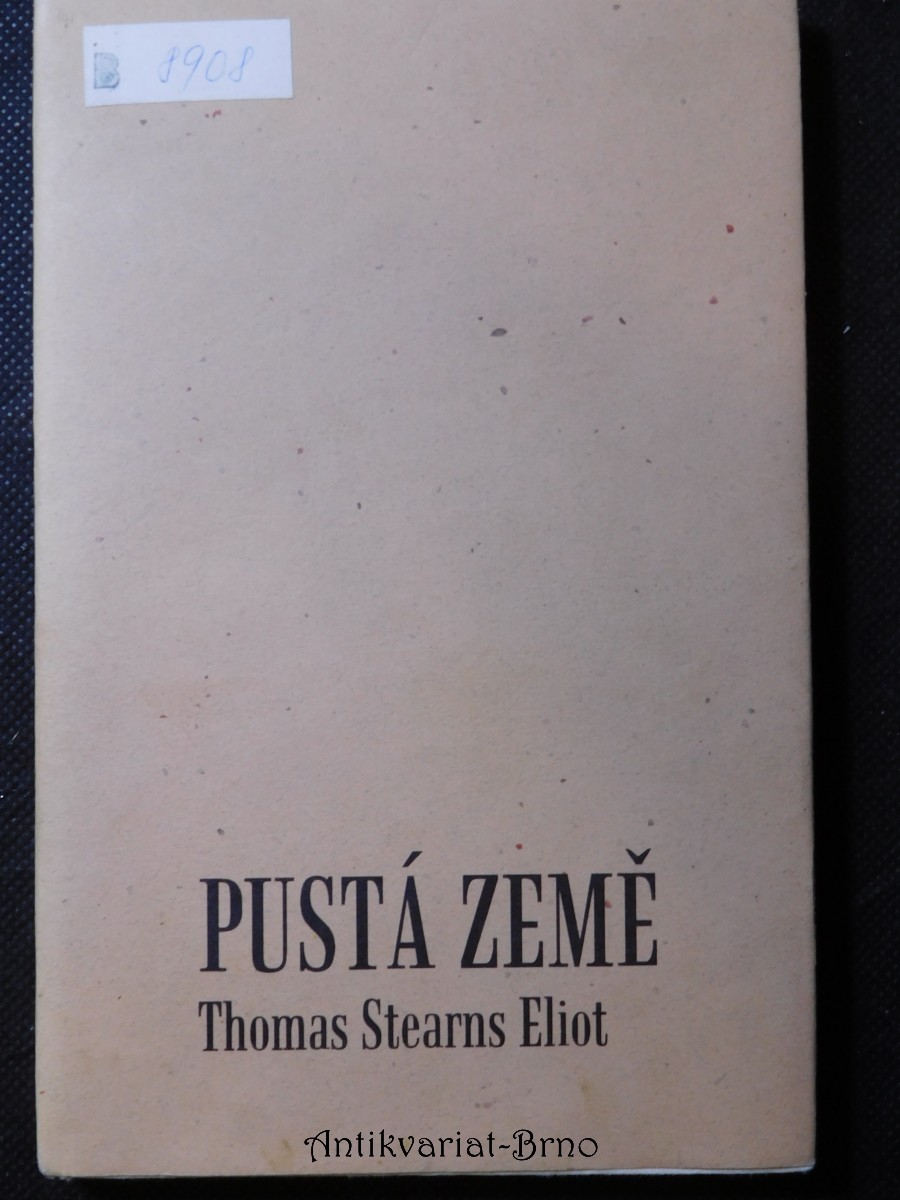 B 8908
PUSTÁ ZEMĚ
Thomas Stearns Eliot
Antikvariat-Brno